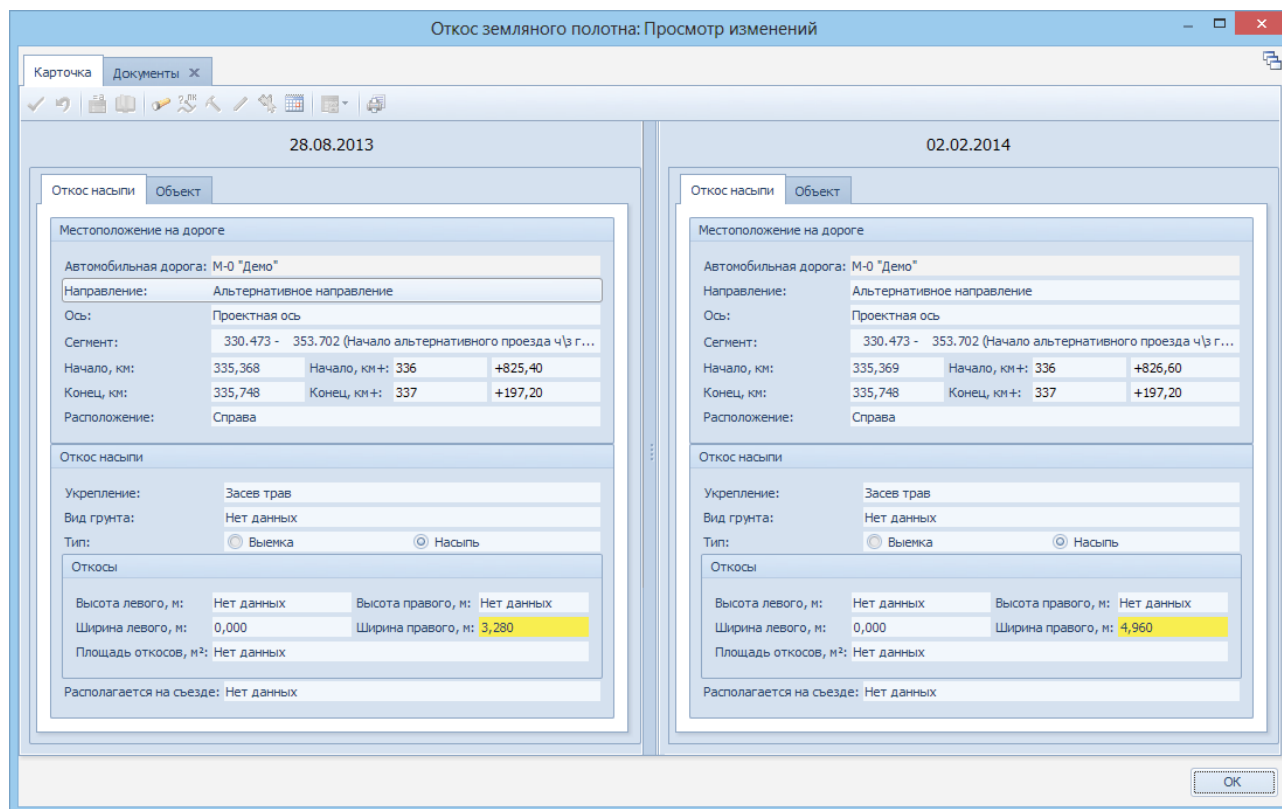 Откос земляного полотна: Просмотр изменений
Карточка Документы
28.08.2013
Откос насыпи Объект
Местоположение на дороге
Автомобильная дорога: М-0 "Демо"
Направление: Альтернативное направление
Ось: Проектная ось
Сегмент: 330.473 - 353.702 (Начало альтернативного проезда ч\з г...
Начало, км: 335,368 Начало, км+: 336 +825,40
Конец, км: 335,748 Конец, км+: 337 +197,20
Расположение: Справа
Откос насыпи
Укрепление: Засев трав
Вид грунта: Нет данных
Тип: Выемка Насыпь
Откосы
Высота левого, м: Нет данных Высота правого, м: Нет данных
Ширина левого, м: 0,000 Ширина правого, м: 3,280
Площадь откосов, м²: Нет данных
Располагается на съезде: Нет данных
02.02.2014
Откос насыпи Объект
Местоположение на дороге
Автомобильная дорога: М-0 "Демо"
Направление: Альтернативное направление
Ось: Проектная ось
Сегмент: 330.473 - 353.702 (Начало альтернативного проезда ч\з г...
Начало, км: 335,369 Начало, км+: 336 +826,60
Конец, км: 335,748 Конец, км+: 337 +197,20
Расположение: Справа
Откос насыпи
Укрепление: Засев трав
Вид грунта: Нет данных
Тип: Выемка Насыпь
Откосы
Высота левого, м: Нет данных Высота правого, м: Нет данных
Ширина левого, м: 0,000 Ширина правого, м: 4,960
Площадь откосов, м²: Нет данных
Располагается на съезде: Нет данных
ОК